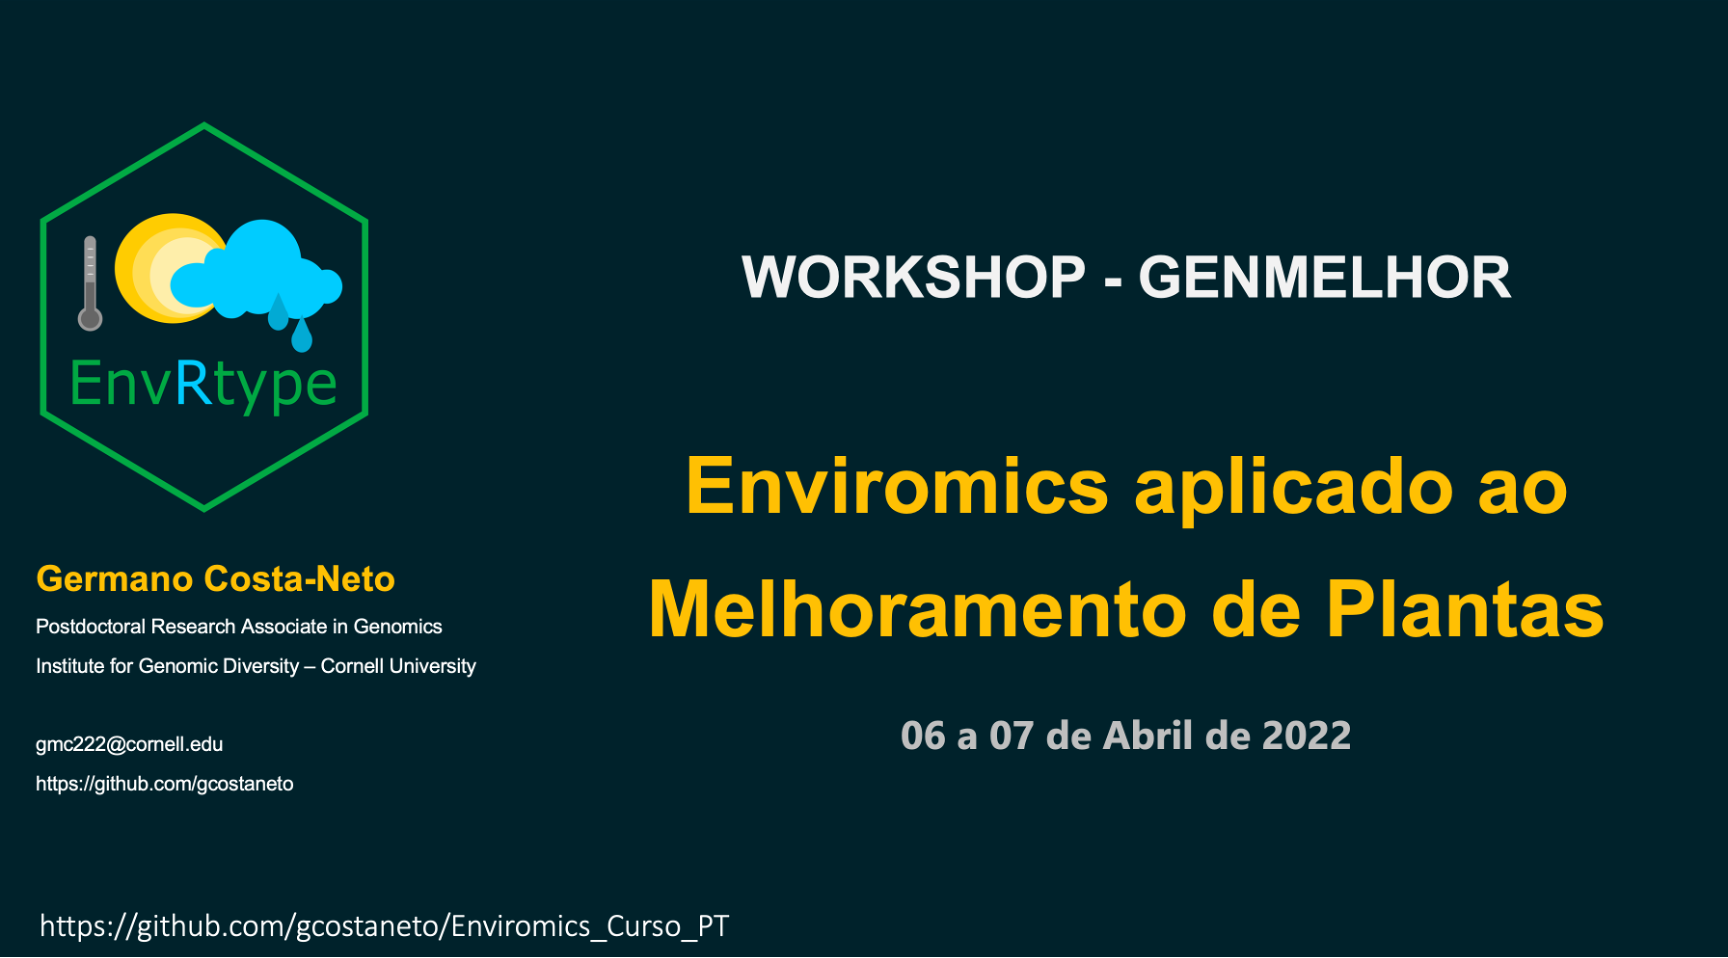 EnvRtype
Germano Costa-Neto
Postdoctoral Research Associate in Genomics
Institute for Genomic Diversity – Cornell University
gmc222@cornell.edu
https://github.com/gcostaneto
WORKSHOP - GENMELHOR
Enviromics aplicado ao
Melhoramento de Plantas
06 a 07 de Abril de 2022
https://github.com/gcostaneto/Enviromics_Curso_PT